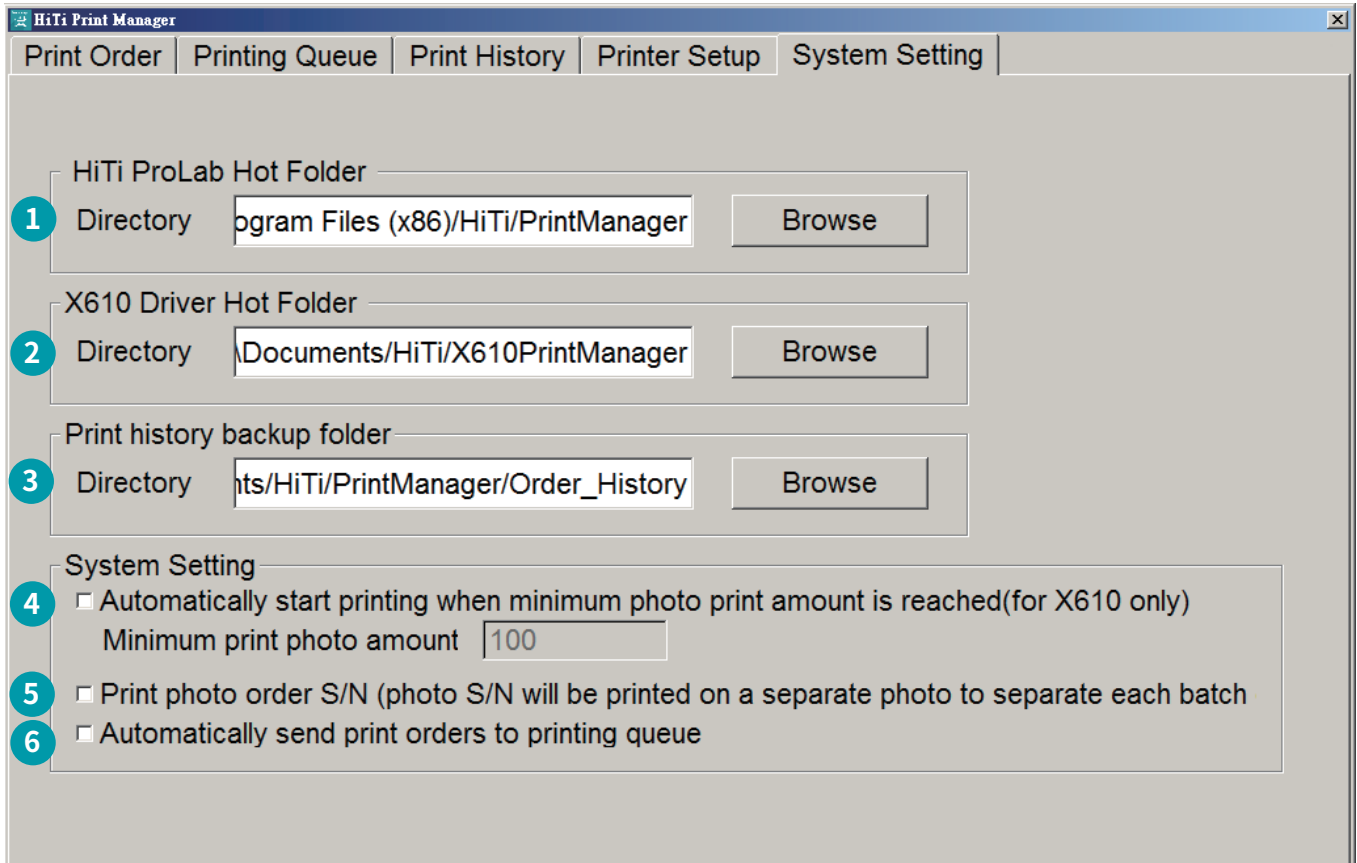 HiTi Print Manager
Print Order Printing Queue Print History Printer Setup System Setting
HiTi ProLab Hot Folder
1 Directory ogram Files (x86)/HiTi/PrintManager Browse
X610 Driver Hot Folder
2 Directory \Documents/HiTi/X610PrintManager Browse
Print history backup folder
3 Directory nts/HiTi/PrintManager/Order_History Browse
System Setting
4 Automatically start printing when minimum photo print amount is reached(for X610 only)
Minimum print photo amount 100
5 Print photo order S/N (photo S/N will be printed on a separate photo to separate each batch
6 Automatically send print orders to printing queue